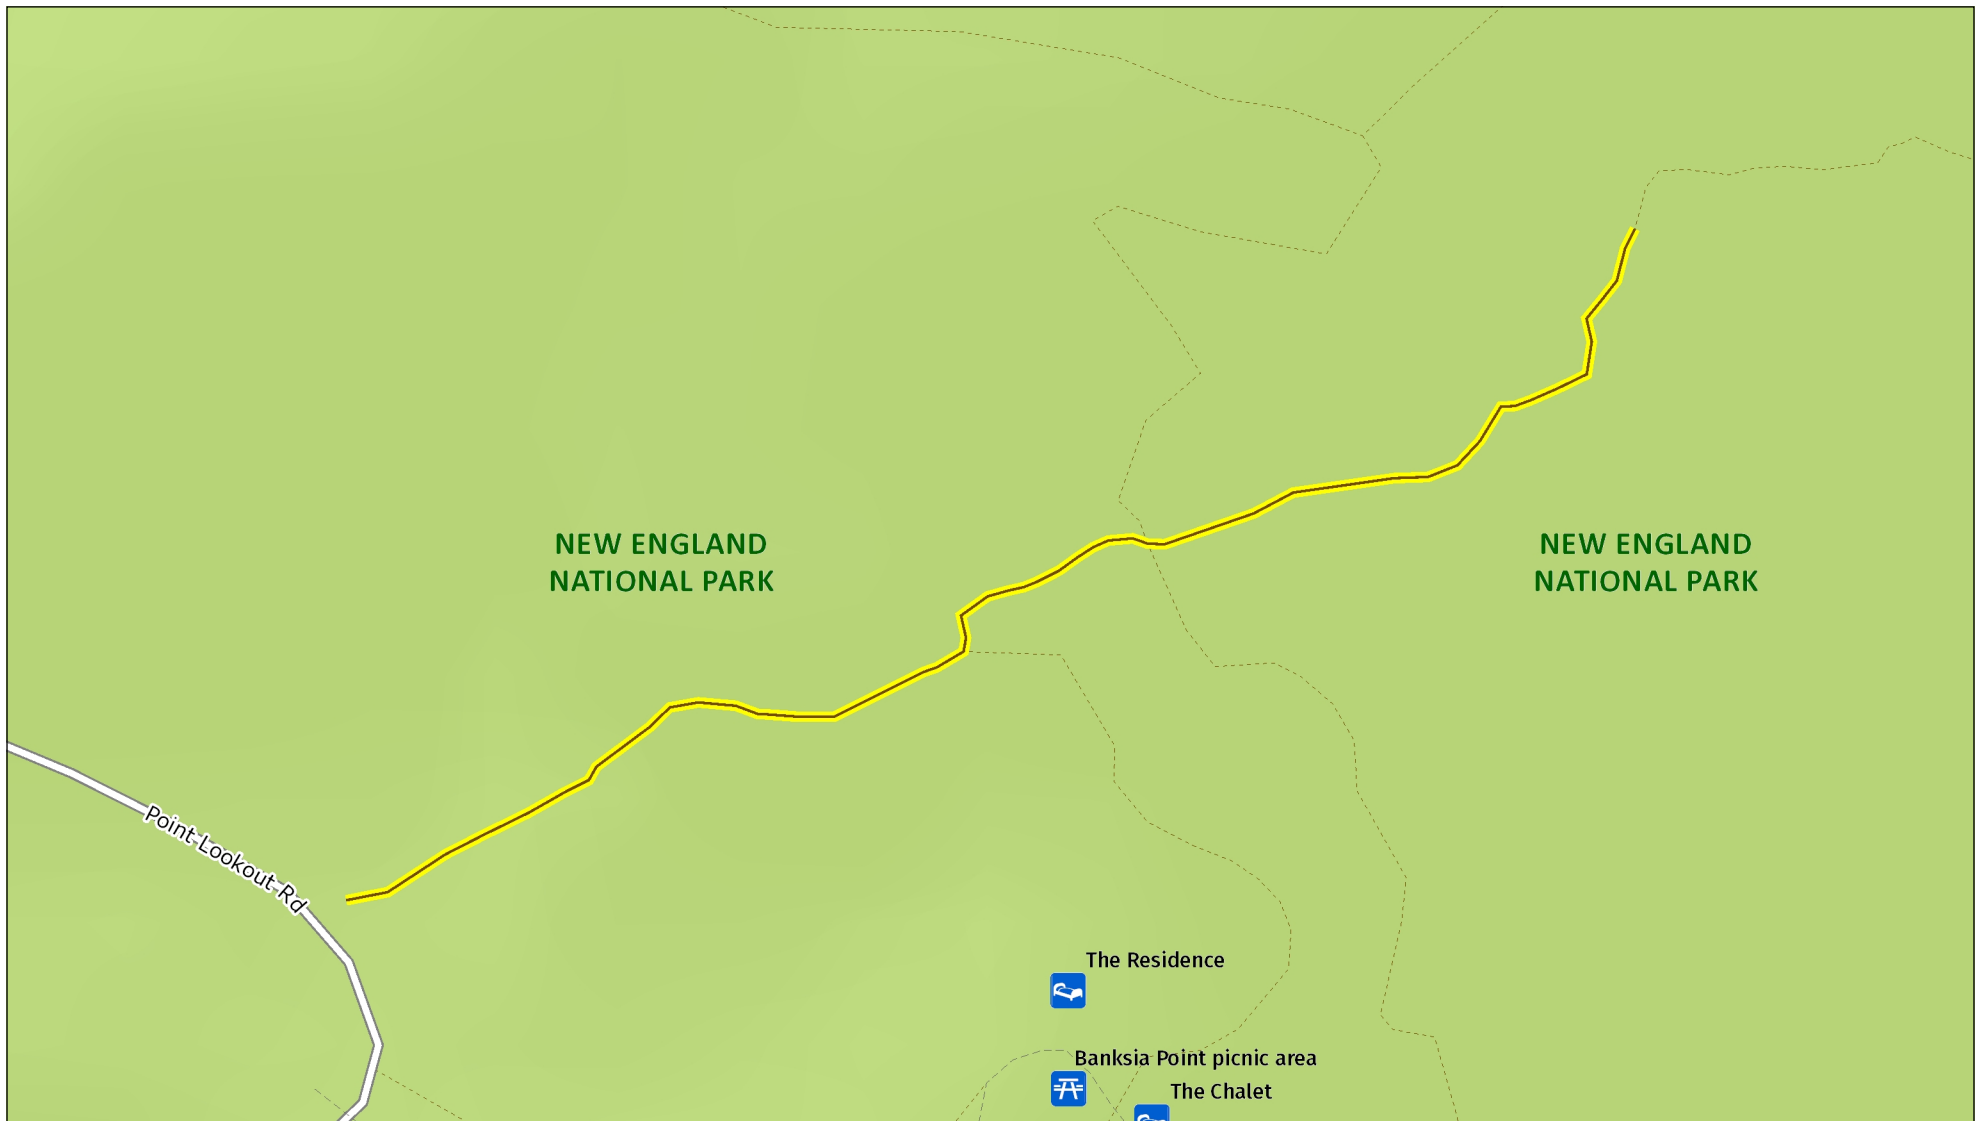 NEW ENGLAND
NATIONAL PARK
NEW ENGLAND
NATIONAL PARK
Point Lookout Rd
The Residence
Banksia Point picnic area
The Chalet